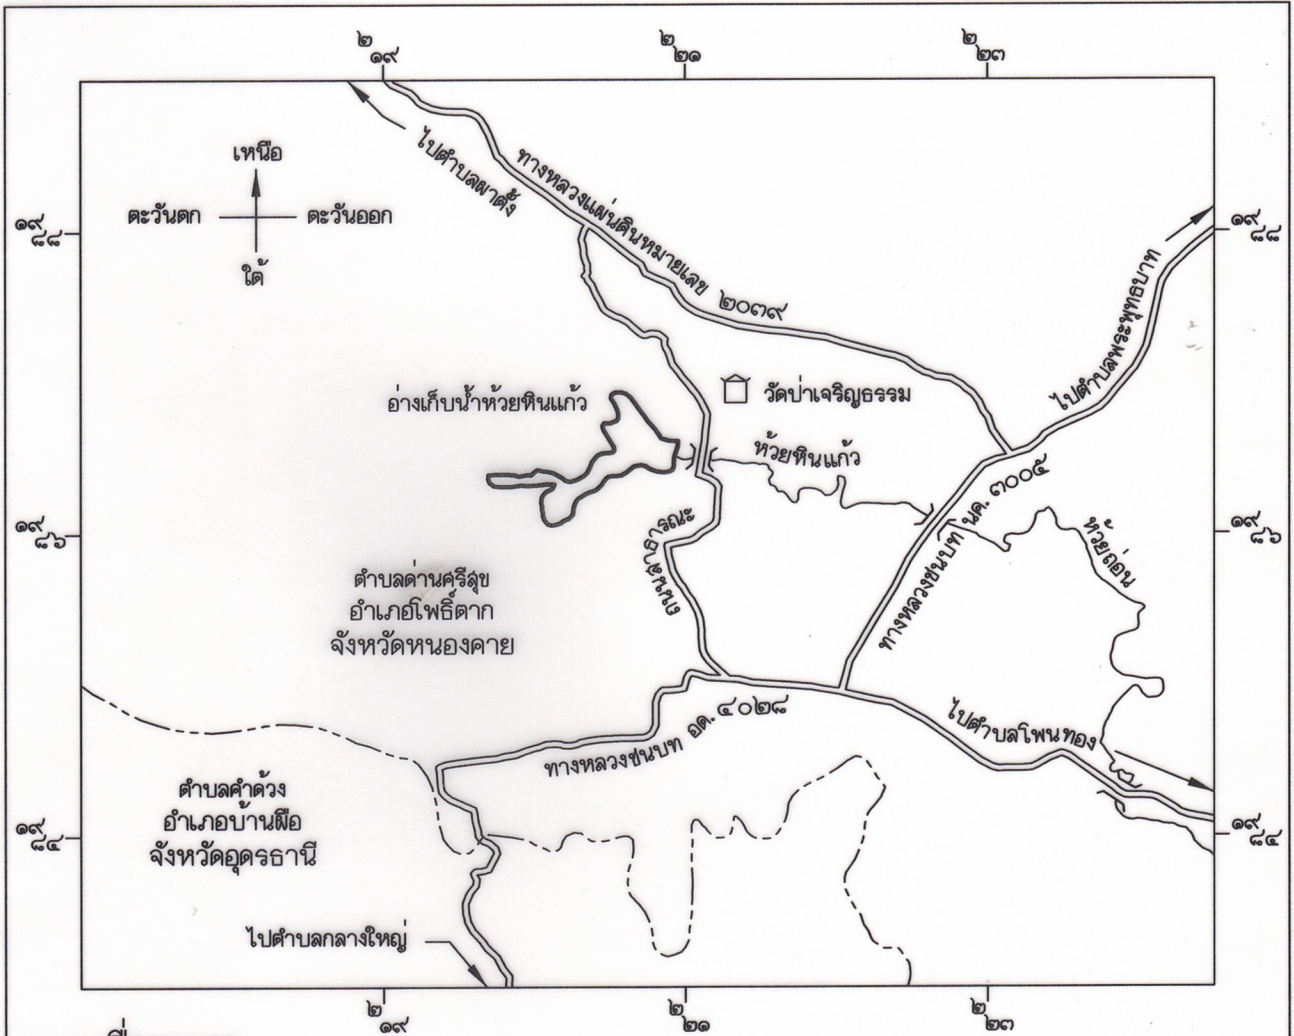 ๒๑๙ ๒๒๑ ๒๒๓
เหนือ
ตะวันตก ตะวันออก
ใต้
ไปตำบลผาตั้ง
ทางหลวงแผ่นดินหมายเลข ๒๐๓๙
๑๙๘๘ ๑๙๘๘
ไปตำบลพระพุทธบาท
อ่างเก็บน้ำห้วยหินแก้ว
วัดป่าเจริญธรรม
ห้วยหินแก้ว
ทางหลวงชนบท นค. ๓๐๐๕
ห้วยถ่อน
๑๙๘๖ ๑๙๘๖
ทางสาธารณะ
ตำบลด่านศรีสุข
อำเภอโพธิ์ตาก
จังหวัดหนองคาย
ทางหลวงชนบท อด. ๔๐๒๘
ไปตำบลโพนทอง
ตำบลคำด้วง
อำเภอบ้านผือ
จังหวัดอุดรธานี
๑๙๘๔ ๑๙๘๔
ไปตำบลกลางใหญ่
๒๑๙ ๒๒๑ ๒๒๓